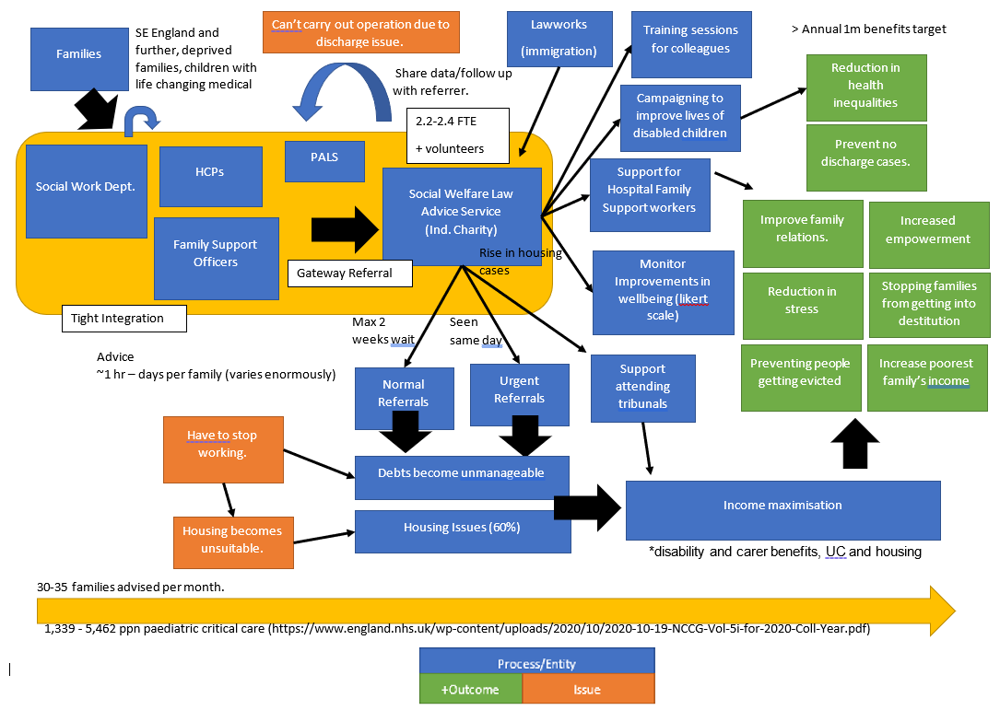 Families
SE England and
further, deprived
families, children with
life changing medical
Can't carry out operation due to
discharge issue.
Share data/follow up
with referrer.
Lawworks
(immigration)
Training sessions
for colleagues
> Annual 1m benefits target
Reduction in
health
inequalities
Campaigning to
improve lives of
disabled children
Prevent no
discharge cases.
2.2-2.4 FTE
+ volunteers
Social Work Dept.
HCPs
PALS
Family Support
Officers
Gateway Referral
Social Welfare Law
Advice Service
(Ind. Charity)
Rise in housing
cases
Tight Integration
Support for
Hospital Family
Support workers
Monitor
Improvements in
wellbeing (likert
scale)
Improve family
relations.
Increased
empowerment
Reduction in
stress
Stopping families
from getting into
destitution
Preventing people
getting evicted
Increase poorest
family's income
Advice
~1 hr – days per family (varies enormously)
Max 2
weeks wait
Seen
same day
Normal
Referrals
Urgent
Referrals
Support
attending
tribunals
Have to stop
working.
Housing becomes
unsuitable.
Debts become unmanageable
Housing Issues (60%)
Income maximisation
*disability and carer benefits, UC and housing
30-35 families advised per month.
1,339 - 5,462 ppn paediatric critical care (https://www.england.nhs.uk/wp-content/uploads/2020/10/2020-10-19-NCCG-Vol-5i-for-2020-Coll-Year.pdf)
Process/Entity
+Outcome
Issue